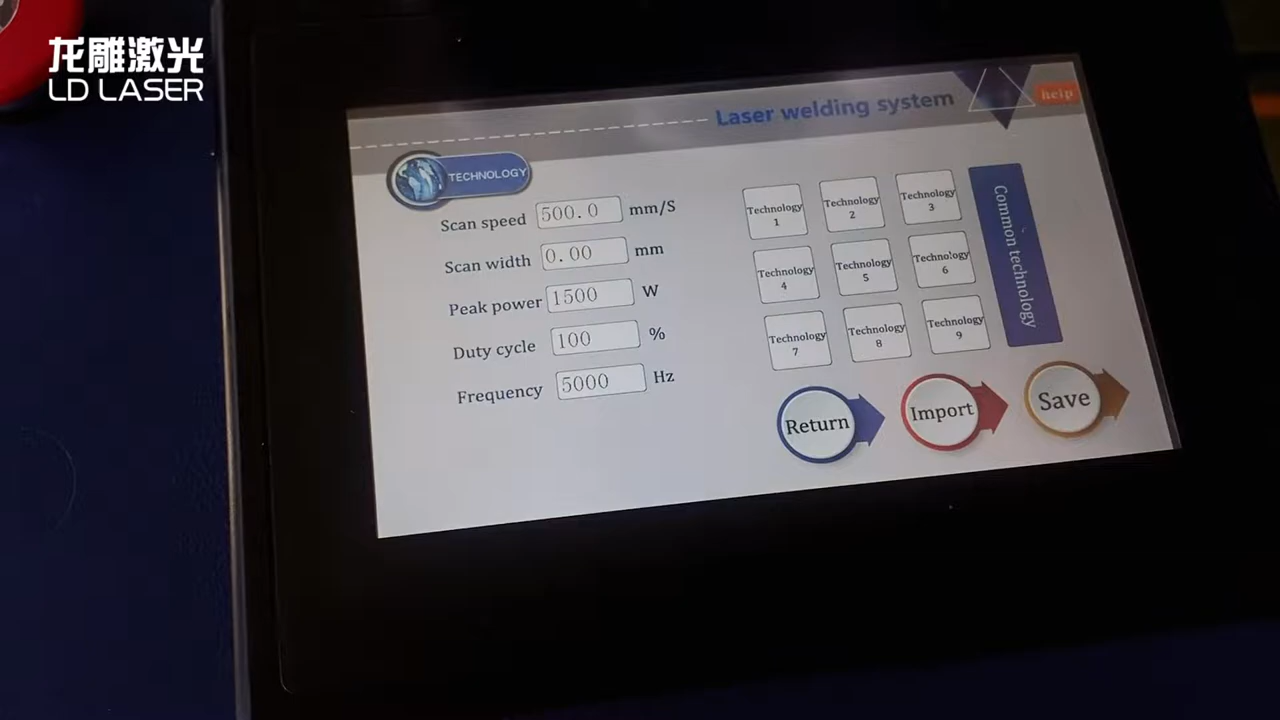 龙雕激光
LD LASER
Laser welding system
help
TECHNOLOGY
Scan speed 500.0 mm/S
Scan width 0.00 mm
Peak power 1500 W
Duty cycle 100 %
Frequency 5000 Hz
Technology 1
Technology 2
Technology 3
Technology 4
Technology 5
Technology 6
Technology 7
Technology 8
Technology 9
Common technology
Return
Import
Save